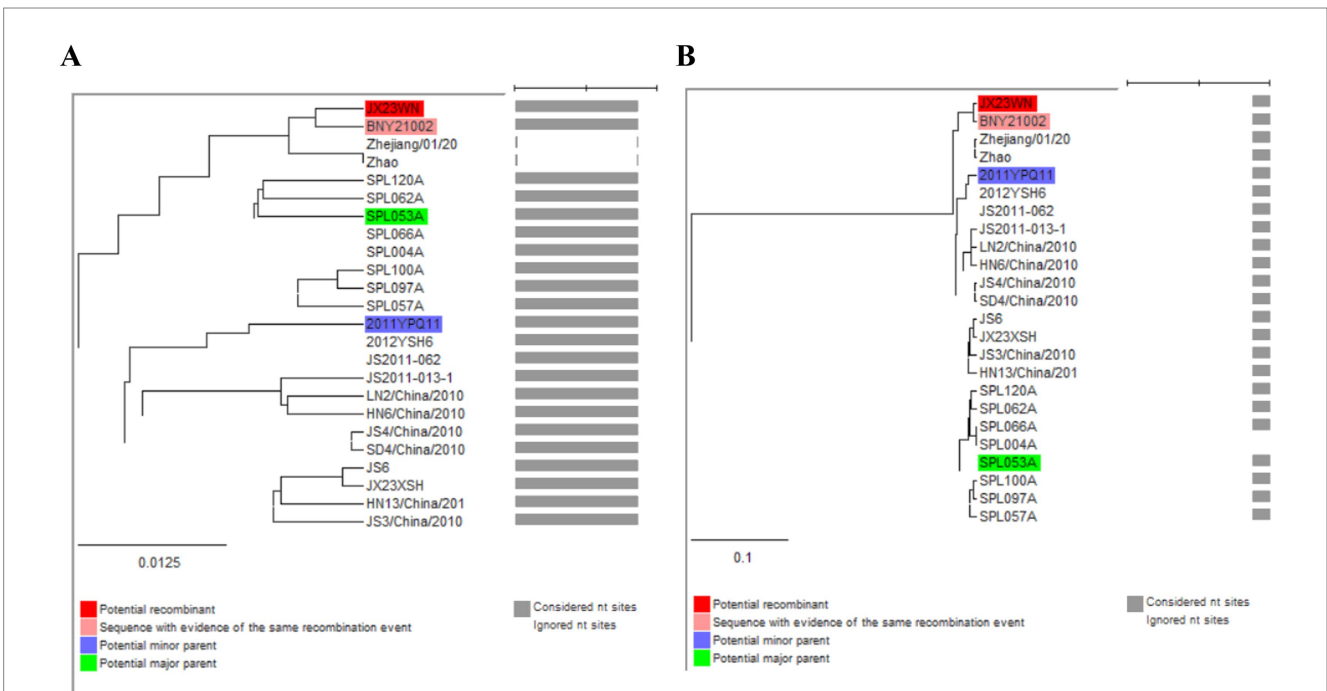 A
JX23WN
BNY21002
Zhejiang/01/20
Zhao
SPL120A
SPL062A
SPL053A
SPL066A
SPL004A
SPL100A
SPL097A
SPL057A
2011YPQ11
2012YSH6
JS2011-062
JS2011-013-1
LN2/China/2010
HN6/China/2010
JS4/China/2010
SD4/China/2010
JS6
JX23XSH
HN13/China/201
JS3/China/2010
0.0125
Potential recombinant
Sequence with evidence of the same recombination event
Potential minor parent
Potential major parent
Considered nt sites
Ignored nt sites
B
JX23WN
BNY21002
Zhejiang/01/20
Zhao
2011YPQ11
2012YSH6
JS2011-062
JS2011-013-1
LN2/China/2010
HN6/China/2010
JS4/China/2010
SD4/China/2010
JS6
JX23XSH
JS3/China/2010
HN13/China/201
SPL120A
SPL062A
SPL066A
SPL004A
SPL053A
SPL100A
SPL097A
SPL057A
0.1
Potential recombinant
Sequence with evidence of the same recombination event
Potential minor parent
Potential major parent
Considered nt sites
Ignored nt sites